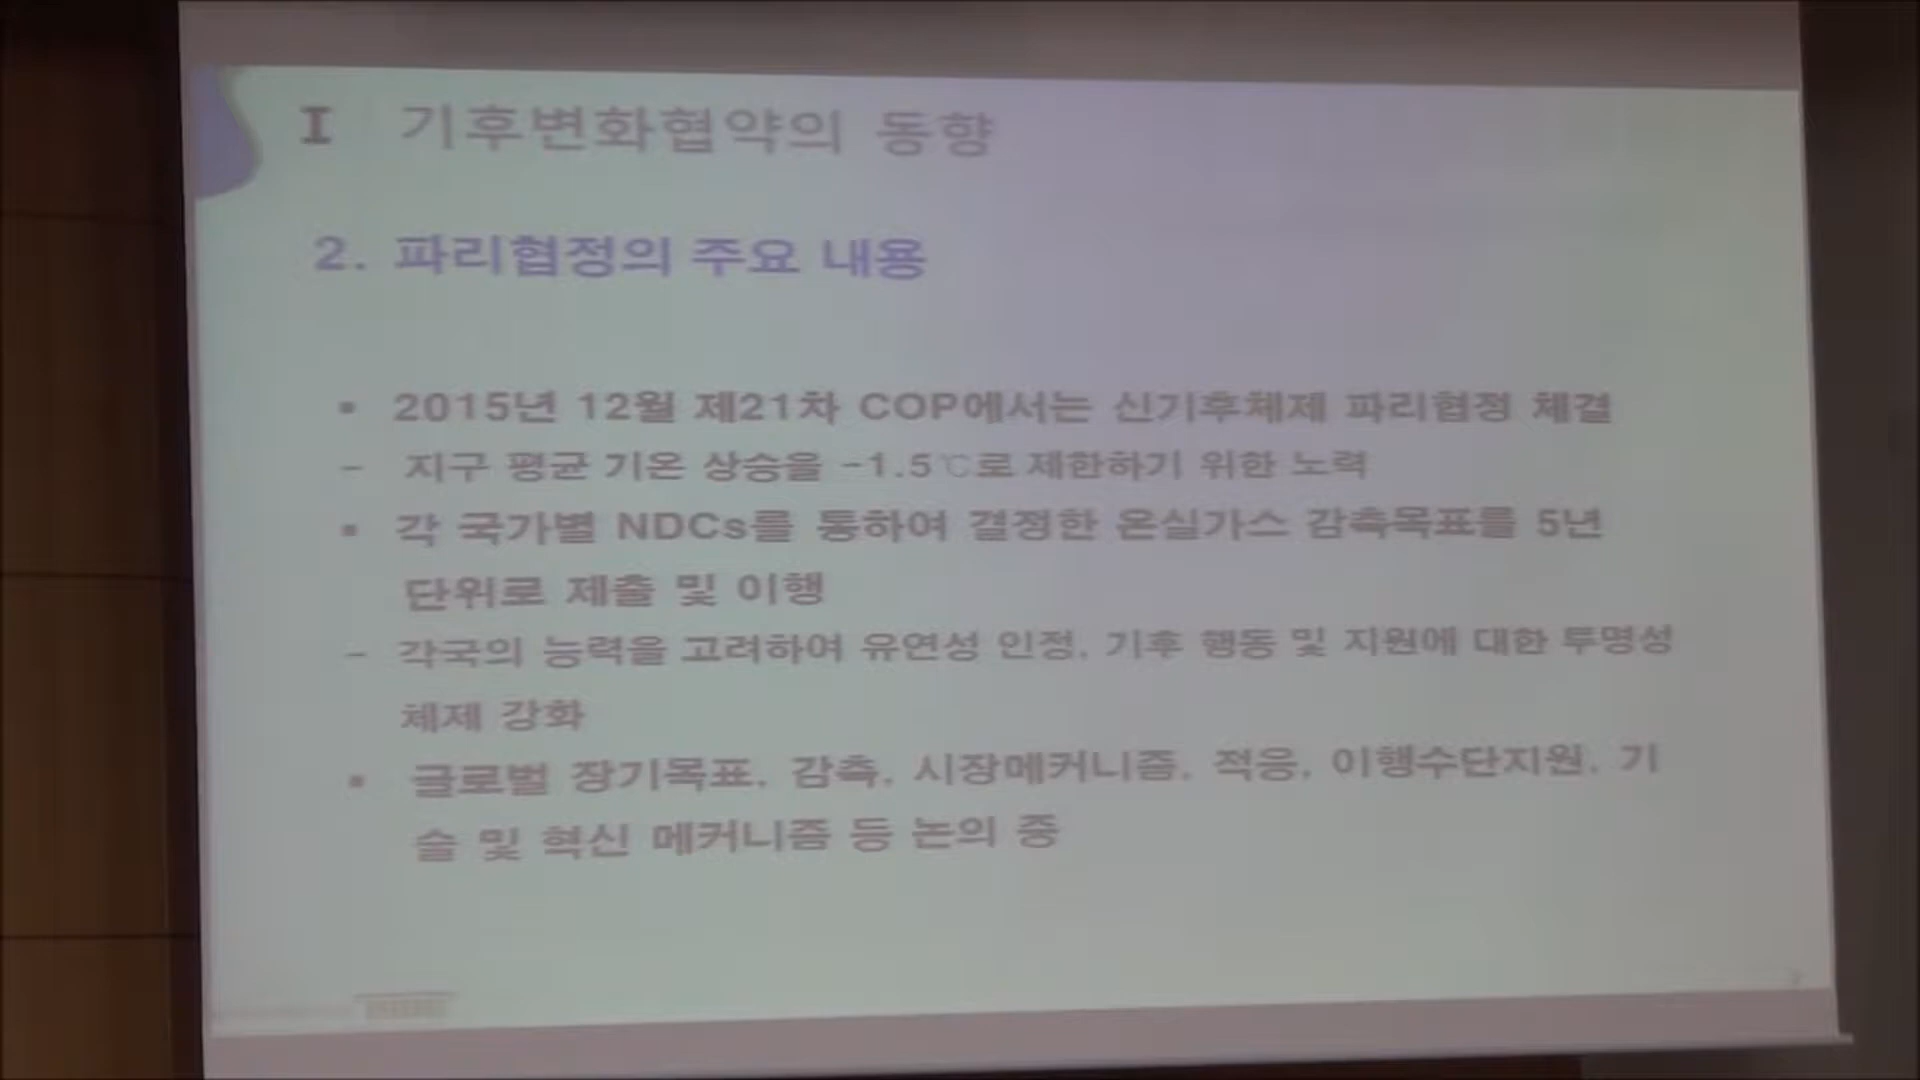 I 기후변화협약의 동향
2. 파리협정의 주요 내용
▪ 2015년 12월 제21차 COP에서는 신기후체제 파리협정 체결
- 지구 평균 기온 상승을 -1.5℃로 제한하기 위한 노력
▪ 각 국가별 NDCs를 통하여 결정한 온실가스 감축목표를 5년
단위로 제출 및 이행
- 각국의 능력을 고려하여 유연성 인정, 기후 행동 및 지원에 대한 투명성
체제 강화
▪ 글로벌 장기목표, 감축, 시장메커니즘, 적응, 이행수단지원, 기
술 및 혁신 메커니즘 등 논의 중